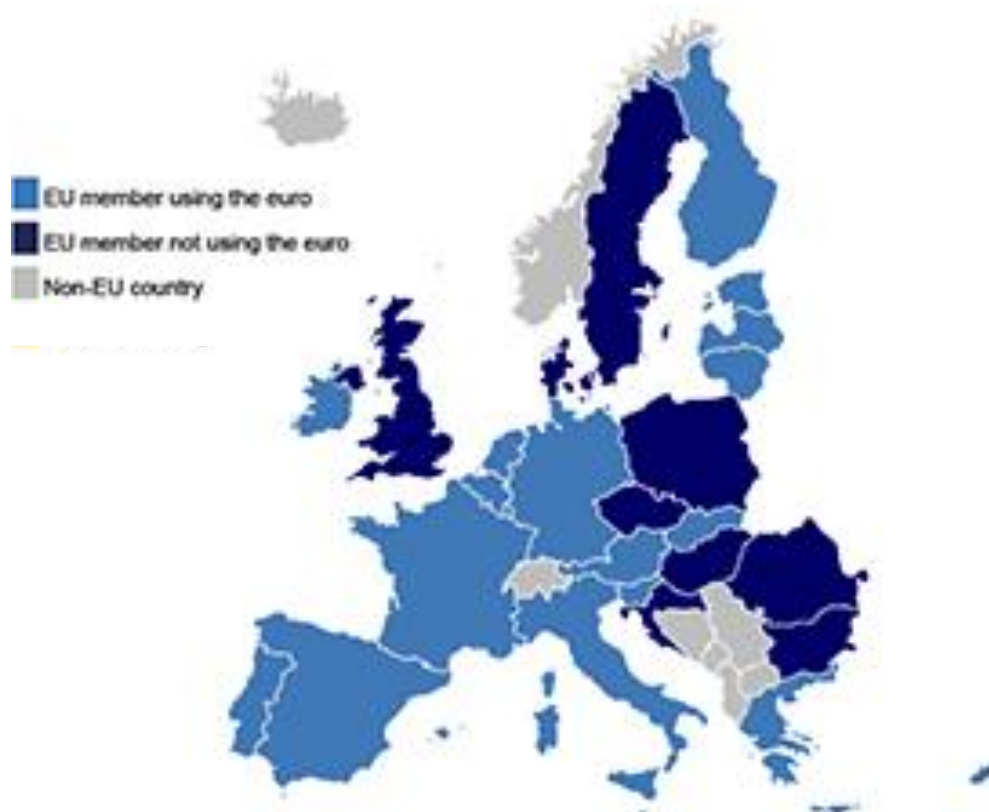 EU member using the euro
EU member not using the euro
Non-EU country